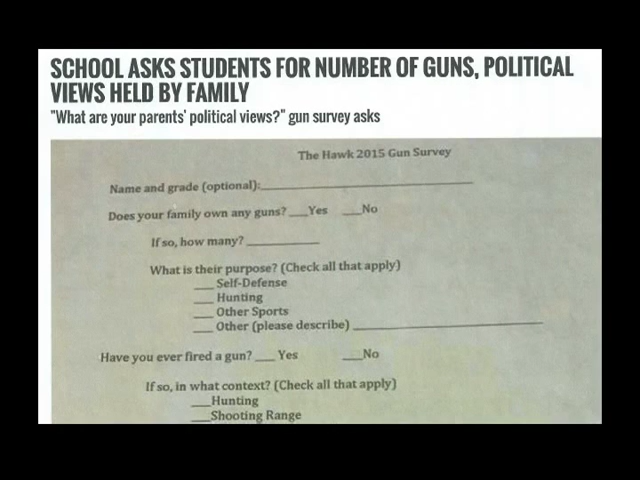 SCHOOL ASKS STUDENTS FOR NUMBER OF GUNS, POLITICAL
VIEWS HELD BY FAMILY
"What are your parents' political views?" gun survey asks
The Hawk 2015 Gun Survey
Name and grade (optional):____________________
Does your family own any guns? ___Yes ___No
If so, how many? __________
What is their purpose? (Check all that apply)
___ Self-Defense
___ Hunting
___ Other Sports
___ Other (please describe) ____________________
Have you ever fired a gun? ___ Yes ___No
If so, in what context? (Check all that apply)
___Hunting
___Shooting Range